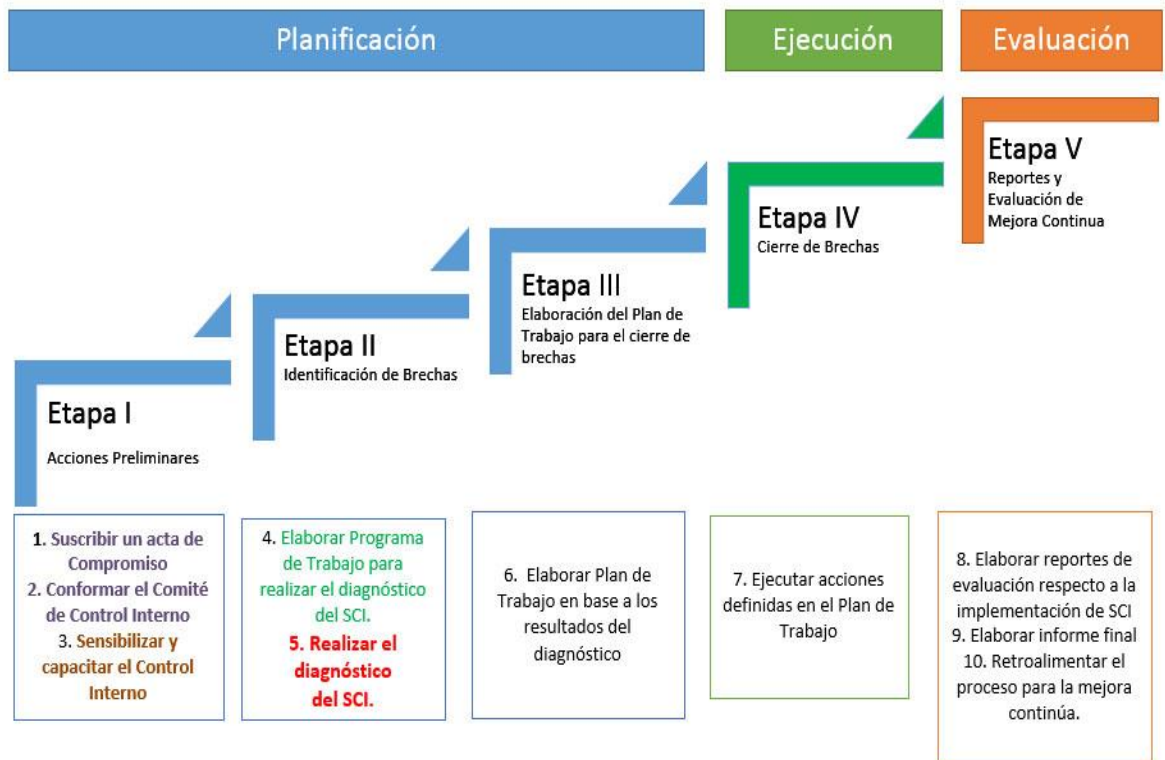 Planificación
Ejecución
Evaluación
Etapa I
Acciones Preliminares
Etapa II
Identificación de Brechas
Etapa III
Elaboración del Plan de
Trabajo para el cierre de
brechas
Etapa IV
Cierre de Brechas
Etapa V
Reportes y
Evaluación de
Mejora Continua
1. Suscribir un acta de
Compromiso
2. Conformar el Comité
de Control Interno
3. Sensibilizar y
capacitar el Control
Interno
4. Elaborar Programa
de Trabajo para
realizar el diagnóstico
del SCI.
5. Realizar el
diagnóstico
del SCI.
6. Elaborar Plan de
Trabajo en base a los
resultados del
diagnóstico
7. Ejecutar acciones
definidas en el Plan de
Trabajo
8. Elaborar reportes de
evaluación respecto a la
implementación de SCI
9. Elaborar informe final
10. Retroalimentar el
proceso para la mejora
continúa.